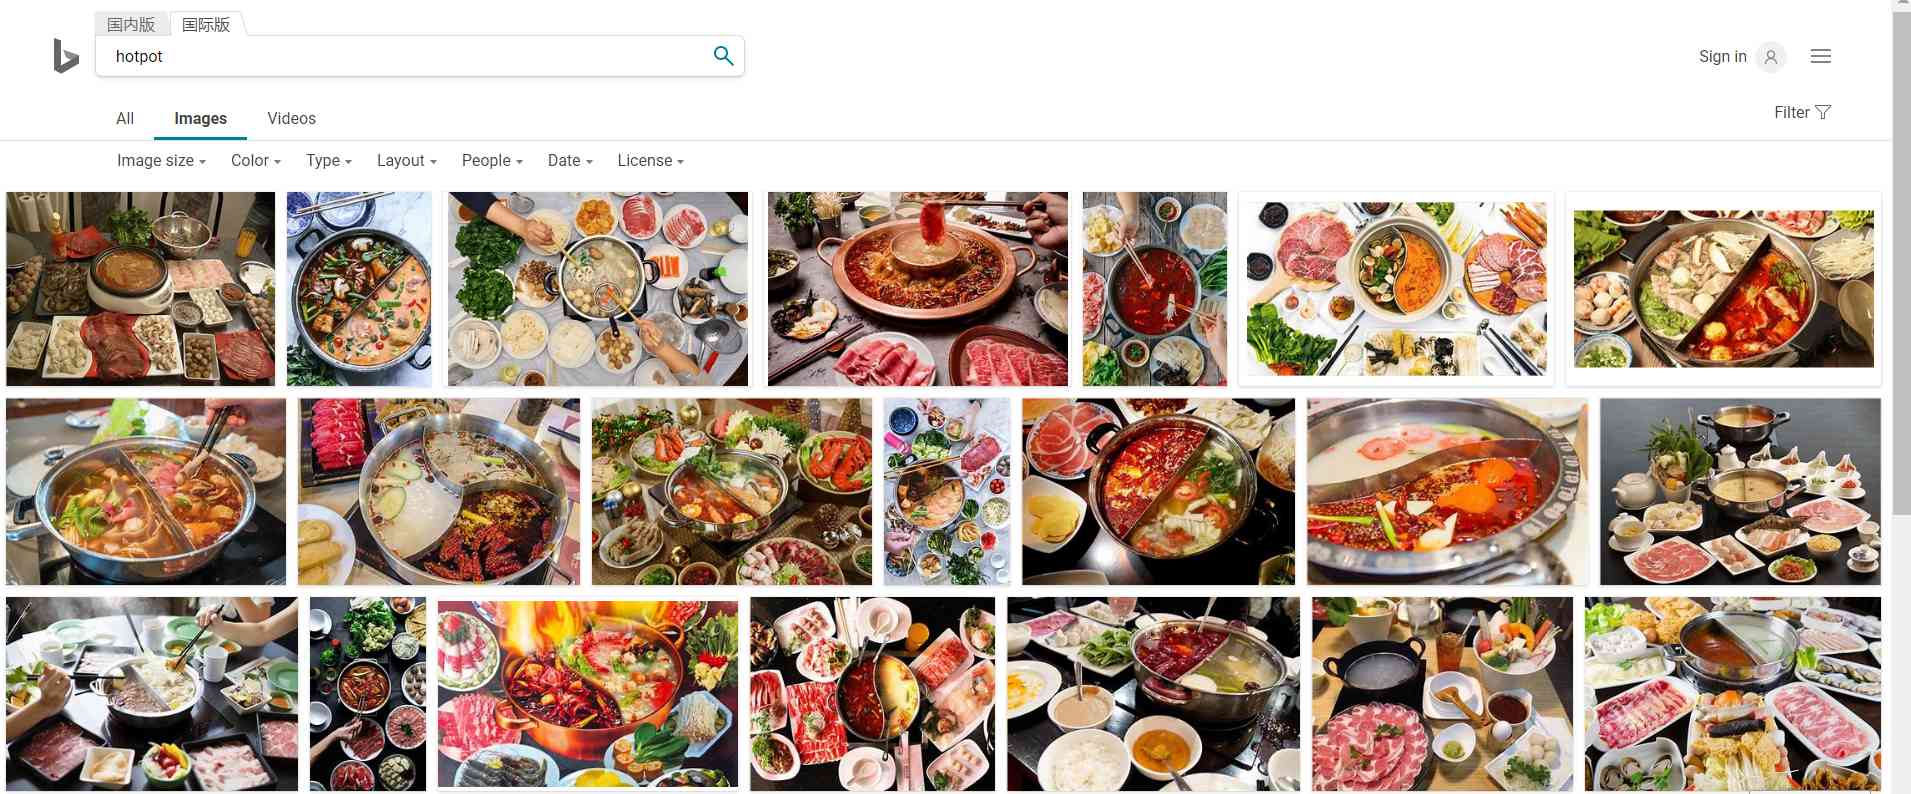 国内版 国际版
hotpot
Sign in
All Images Videos
Filter
Image size Color Type Layout People Date License